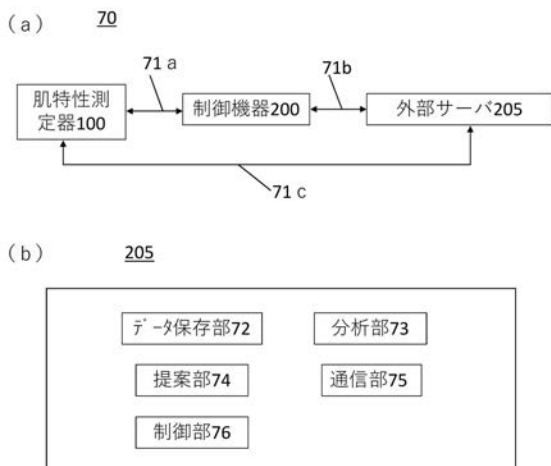 (a) 70
71a
71b
肌特性測
定器100
制御機器200
外部サーバ205
71c
(b) 205
データ保存部72
分析部73
提案部74
通信部75
制御部76